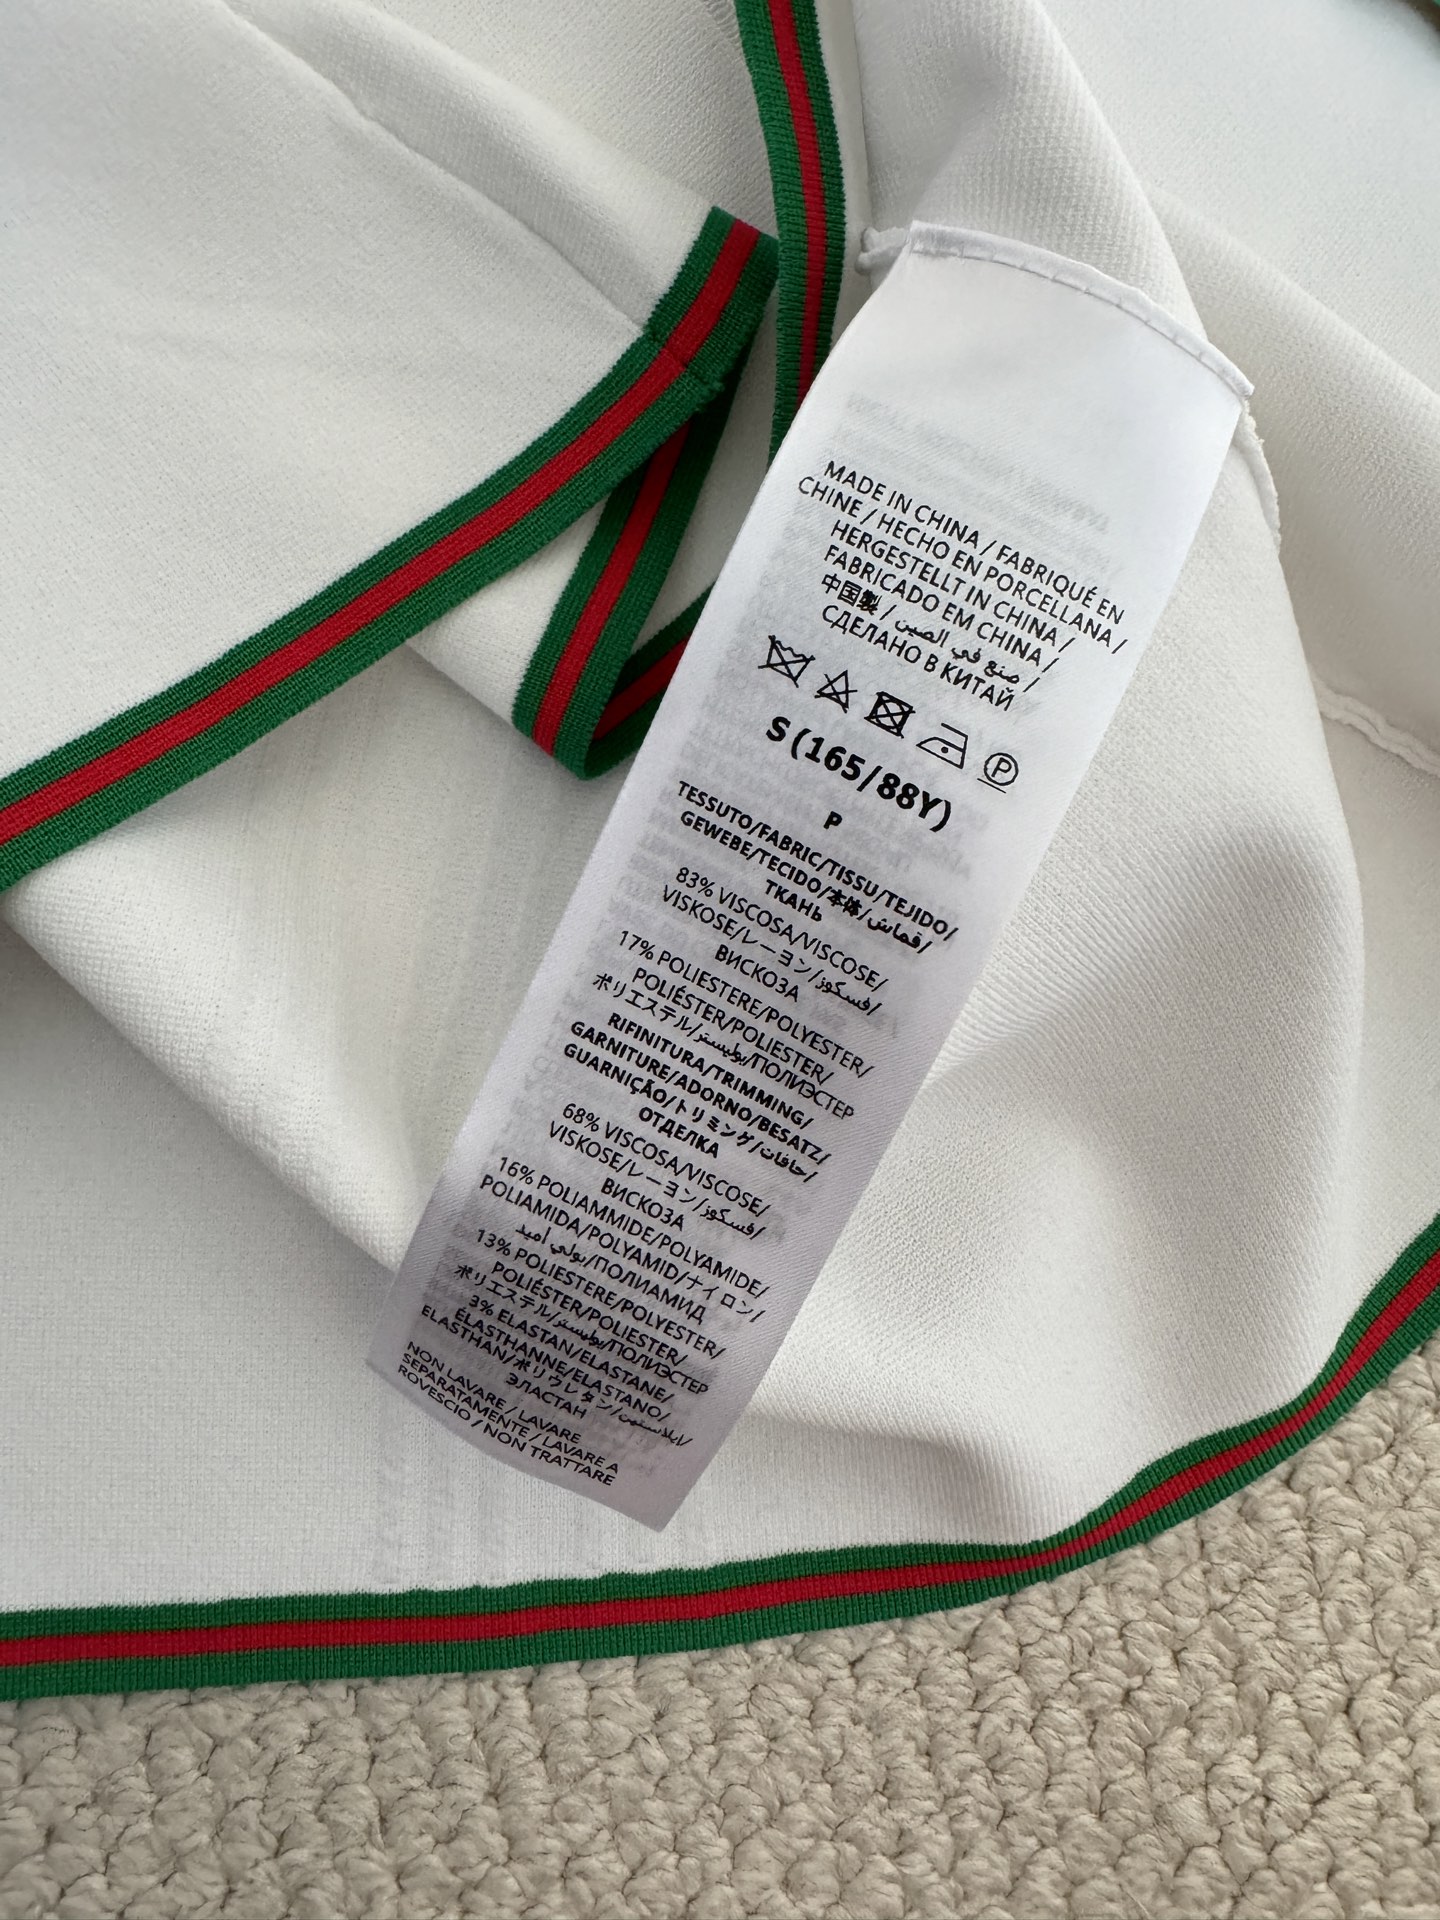 MADE IN CHINA / FABRIQUÉ EN
CHINE / HECHO EN PORCELLANA /
HERGESTELLT IN CHINA /
FABRICADO EM CHINA /
中国製 / صنع في الصين /
СДЕЛАНО В КИТАЙ
P
S (165/88Y)
P
TESSUTO/FABRIC/TISSU/TEJIDO/
GEWEBE/TECIDO/本体/قماش/
ТКАНЬ
83% VISCOSA/VISCOSE/
VISKOSE/レーヨン/فسكوز/
ВИСКОЗА
17% POLIESTERE/POLYESTER/
POLIÉSTER/POLIESTER/
ポリエステル/بوليستر/ПОЛИЭСТЕР
RIFINITURA/TRIMMING/
GARNITURE/ADORNO/BESATZ/
GUARNIÇÃO/トリミング/حافات/
ОТДЕЛКА
68% VISCOSA/VISCOSE/
VISKOSE/レーヨン/فسكوز/
ВИСКОЗА
16% POLIAMMIDE/POLYAMIDE/
POLIAMIDA/POLYAMID/ナイロン/
بولي أميد/ПОЛИАМИД
13% POLIESTERE/POLYESTER/
POLIÉSTER/POLIESTER/
ポリエステル/بوليستر/ПОЛИЭСТЕР
3% ELASTAN/ELASTANE/
ÉLASTHANNE/ELASTANO/
ELASTHAN/ポリウレタン/
ЭЛАСТАН
NON LAVARE / LAVARE
SEPARATAMENTE / LAVARE A
ROVESCIO / NON TRATTARE